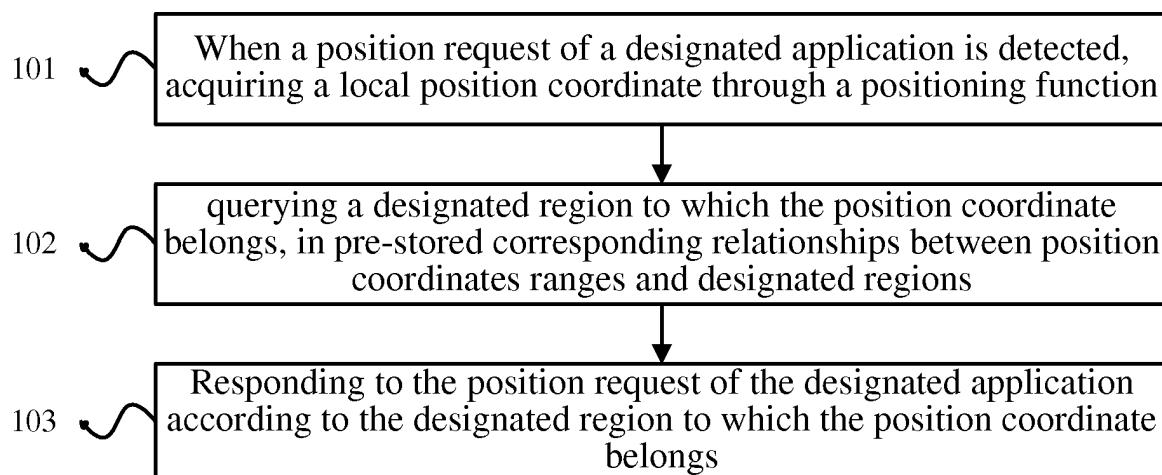 101
When a position request of a designated application is detected,
acquiring a local position coordinate through a positioning function
102
querying a designated region to which the position coordinate
belongs, in pre-stored corresponding relationships between position
coordinates ranges and designated regions
103
Responding to the position request of the designated application
according to the designated region to which the position coordinate
belongs